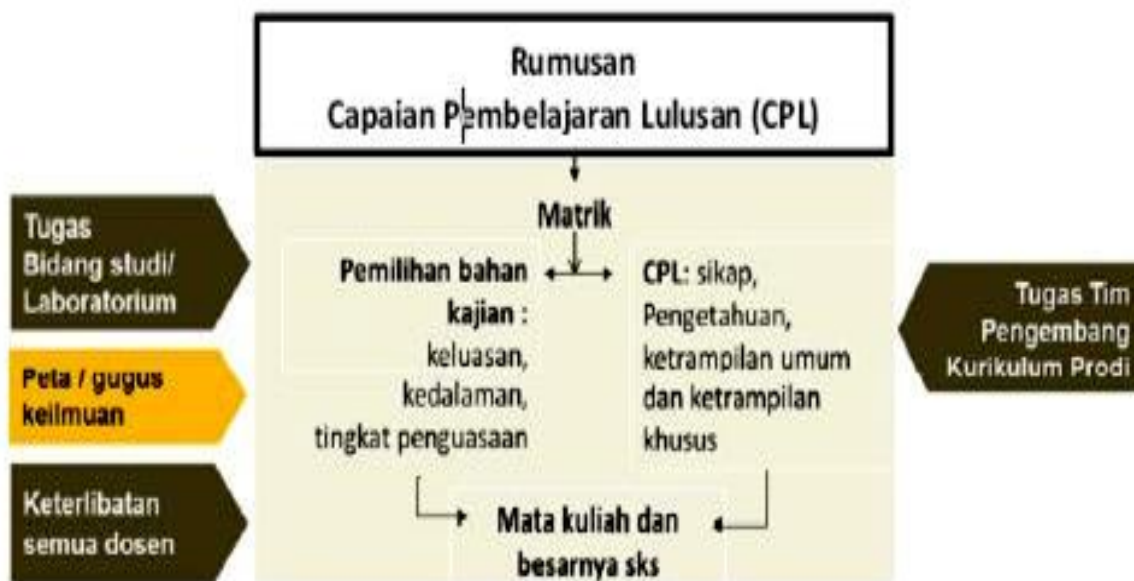 Rumusan
Capaian Pembelajaran Lulusan (CPL)
Matrik
Tugas
Bidang studi/
Laboratorium
Peta / gugus
keilmuan
Keterlibatan
semua dosen
Pemilihan bahan
kajian :
keluasan,
kedalaman,
tingkat penguasaan
CPL: sikap,
Pengetahuan,
ketrampilan umum
dan ketrampilan
khusus
Tugas Tim
Pengembang
Kurikulum Prodi
Mata kuliah dan
besarnya sks